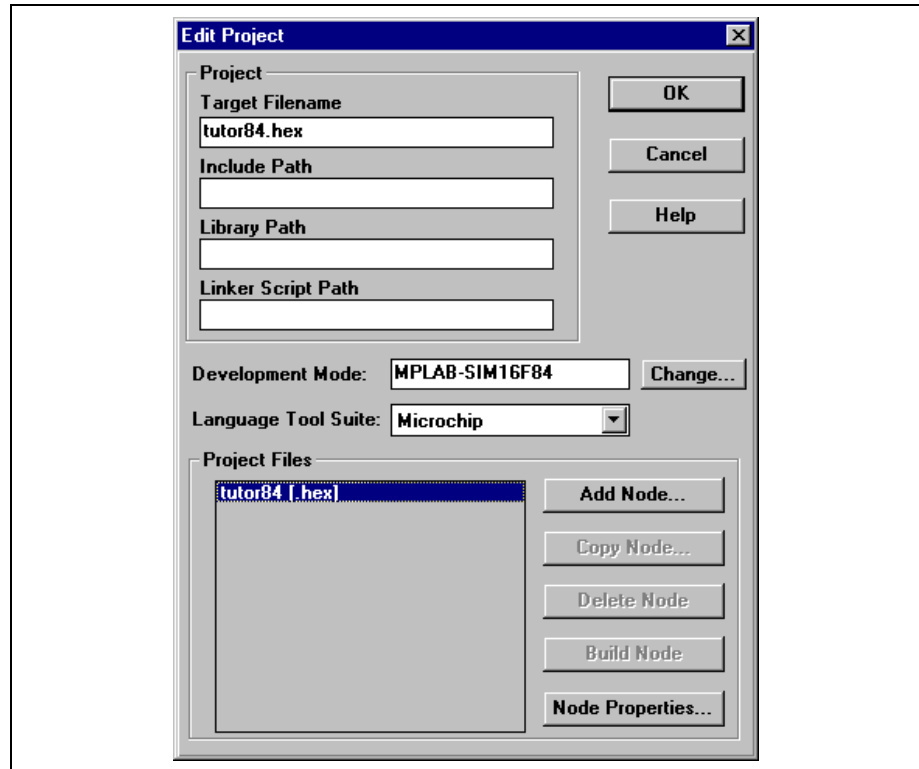 Edit Project
Project
Target Filename
tutor84.hex
Include Path
Library Path
Linker Script Path
OK
Cancel
Help
Development Mode: MPLAB-SIM16F84 Change...
Language Tool Suite: Microchip
Project Files
tutor84 [.hex]
Add Node...
Copy Node...
Delete Node
Build Node
Node Properties...